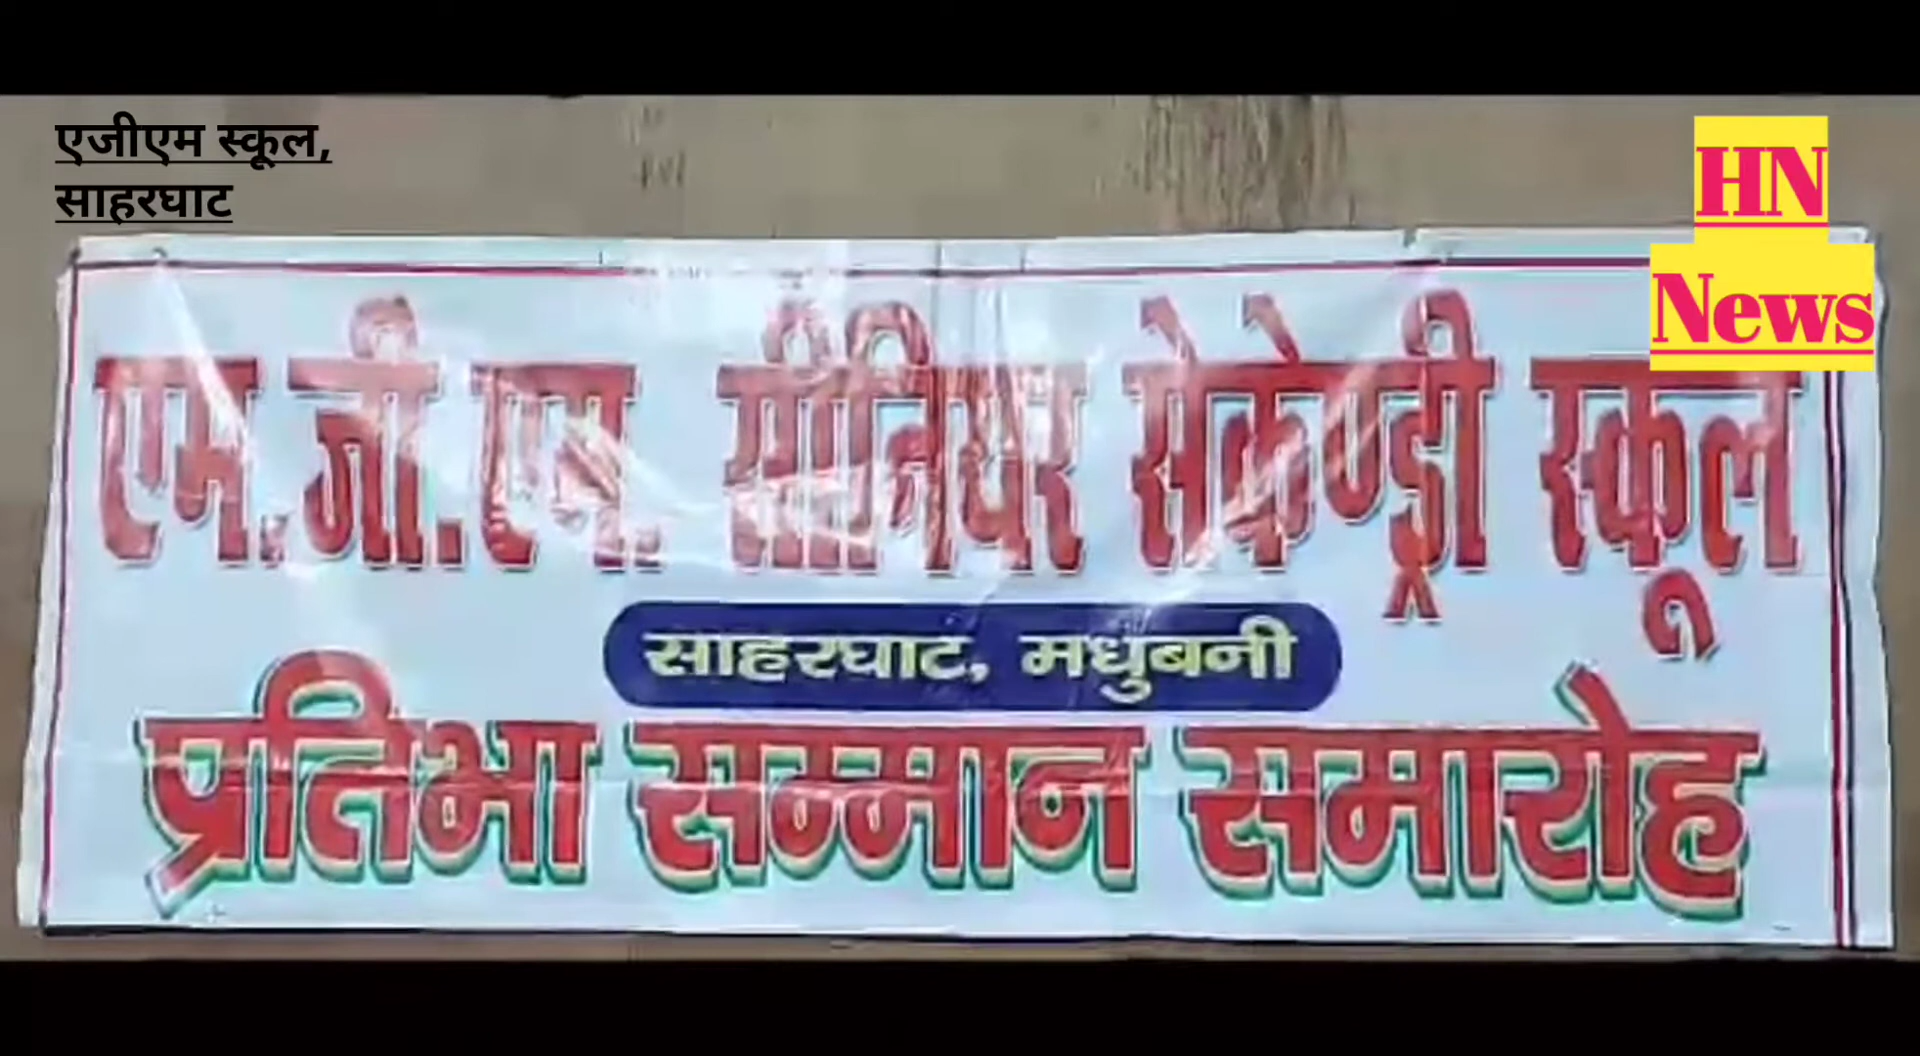 एजीएम स्कूल,
साहरघाट
HN
News
एम.जी.एम. सीनियर सेकेण्ड्री स्कूल
साहरघाट, मधुबनी
प्रतिभा सम्मान समारोह